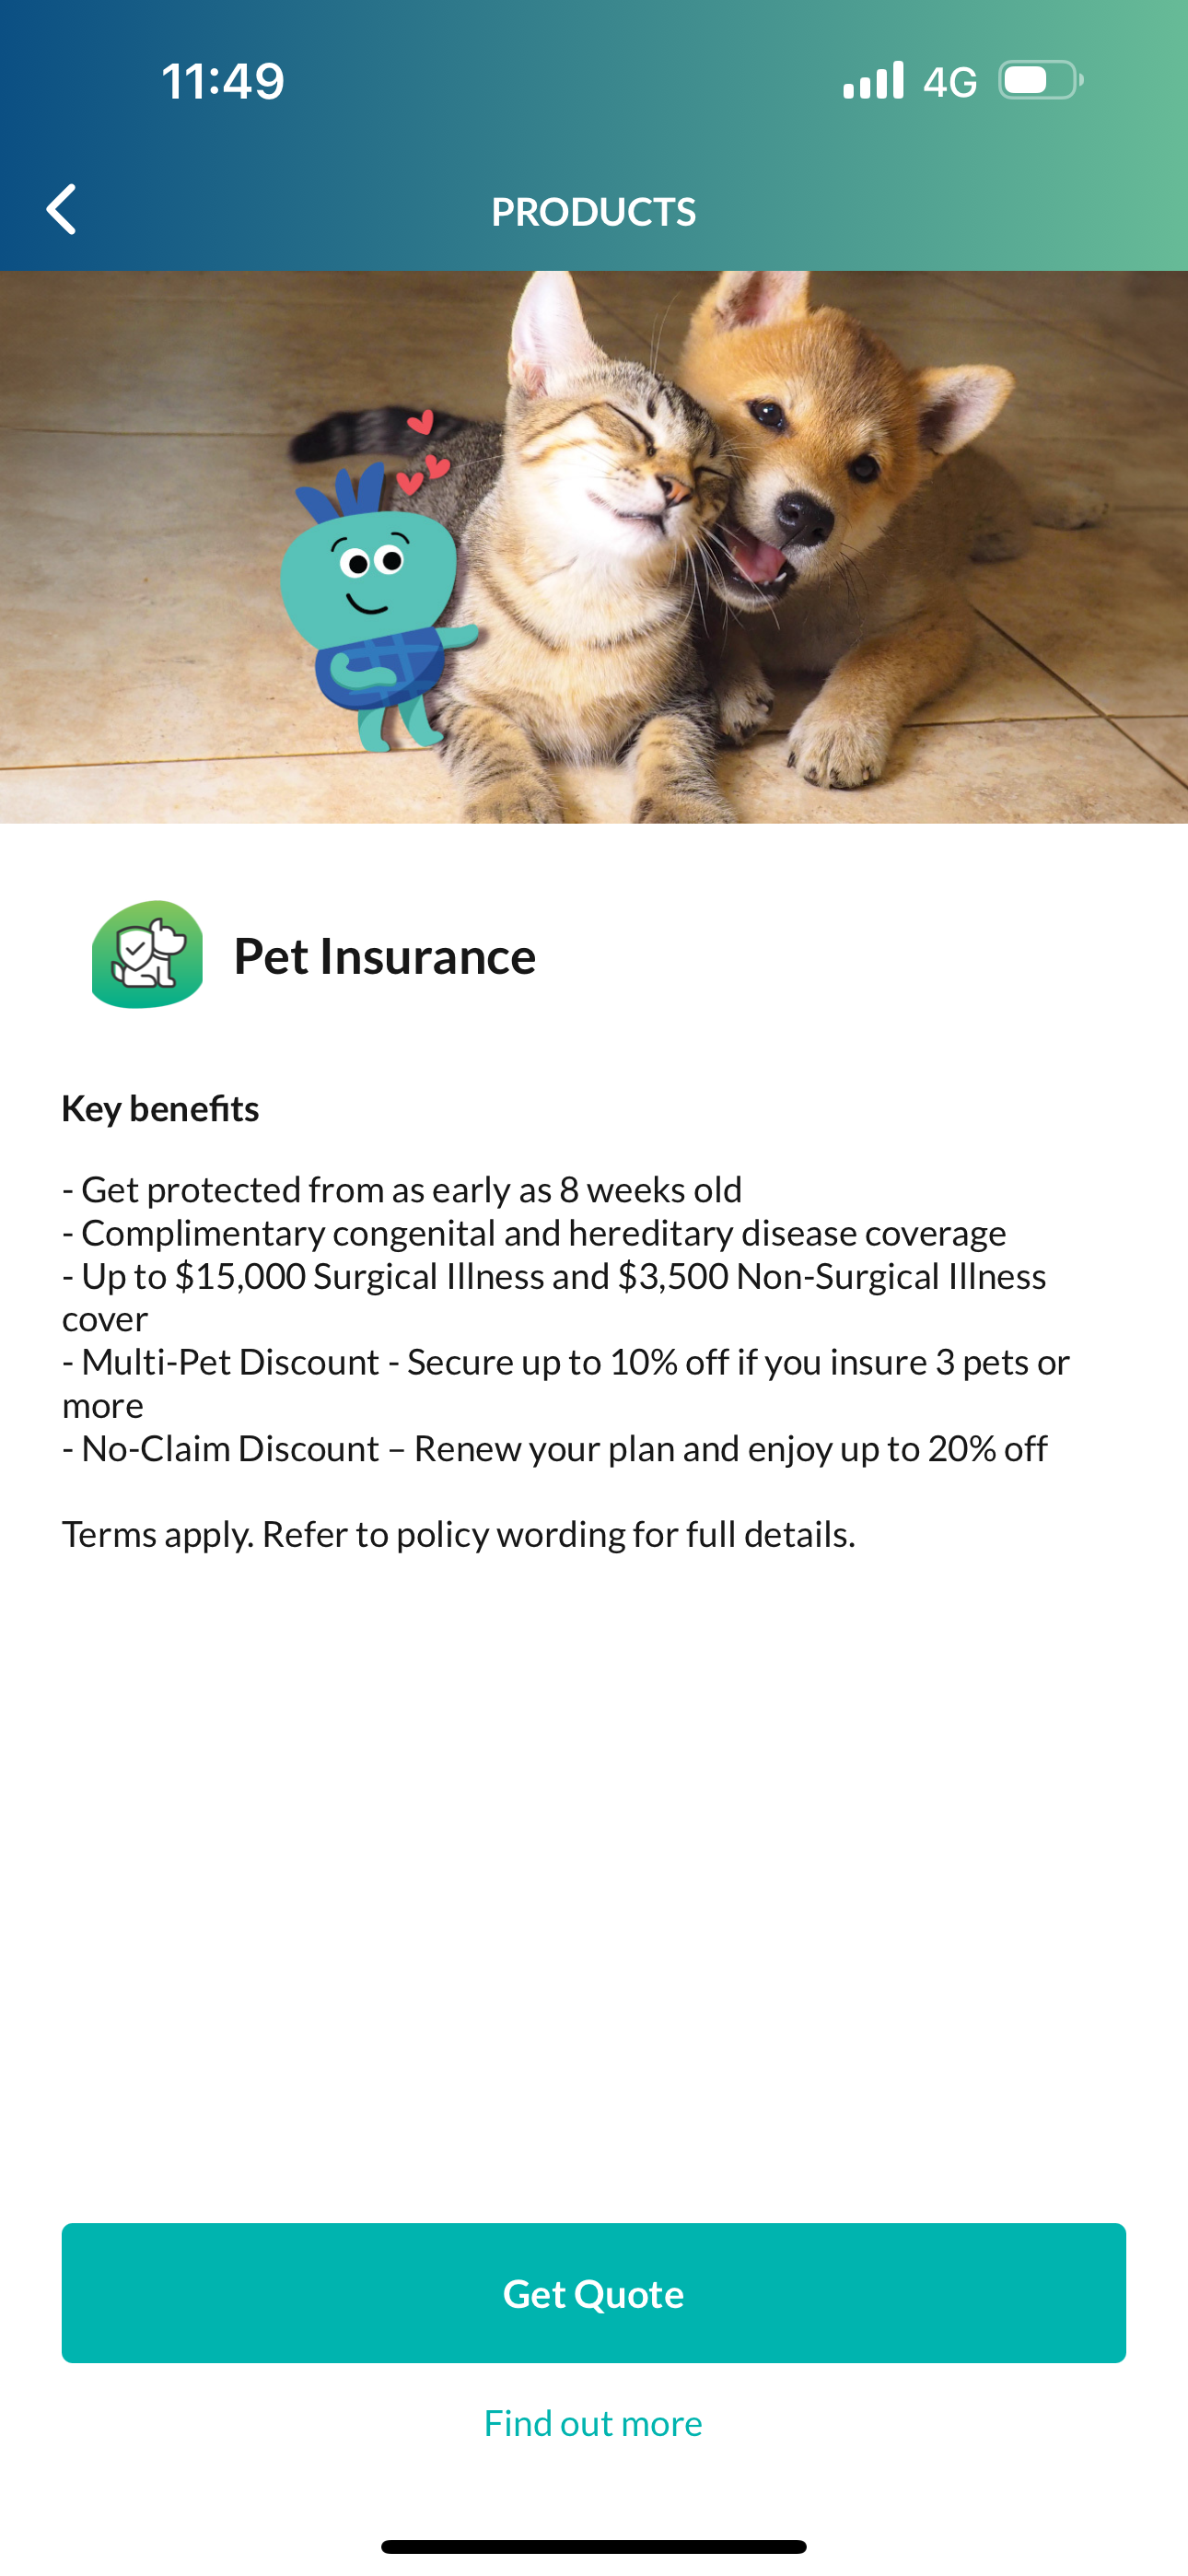 11:49
4G
PRODUCTS
Pet Insurance
Key benefits
- Get protected from as early as 8 weeks old
- Complimentary congenital and hereditary disease coverage
- Up to $15,000 Surgical Illness and $3,500 Non-Surgical Illness
cover
- Multi-Pet Discount - Secure up to 10% off if you insure 3 pets or
more
- No-Claim Discount – Renew your plan and enjoy up to 20% off
Terms apply. Refer to policy wording for full details.
Get Quote
Find out more